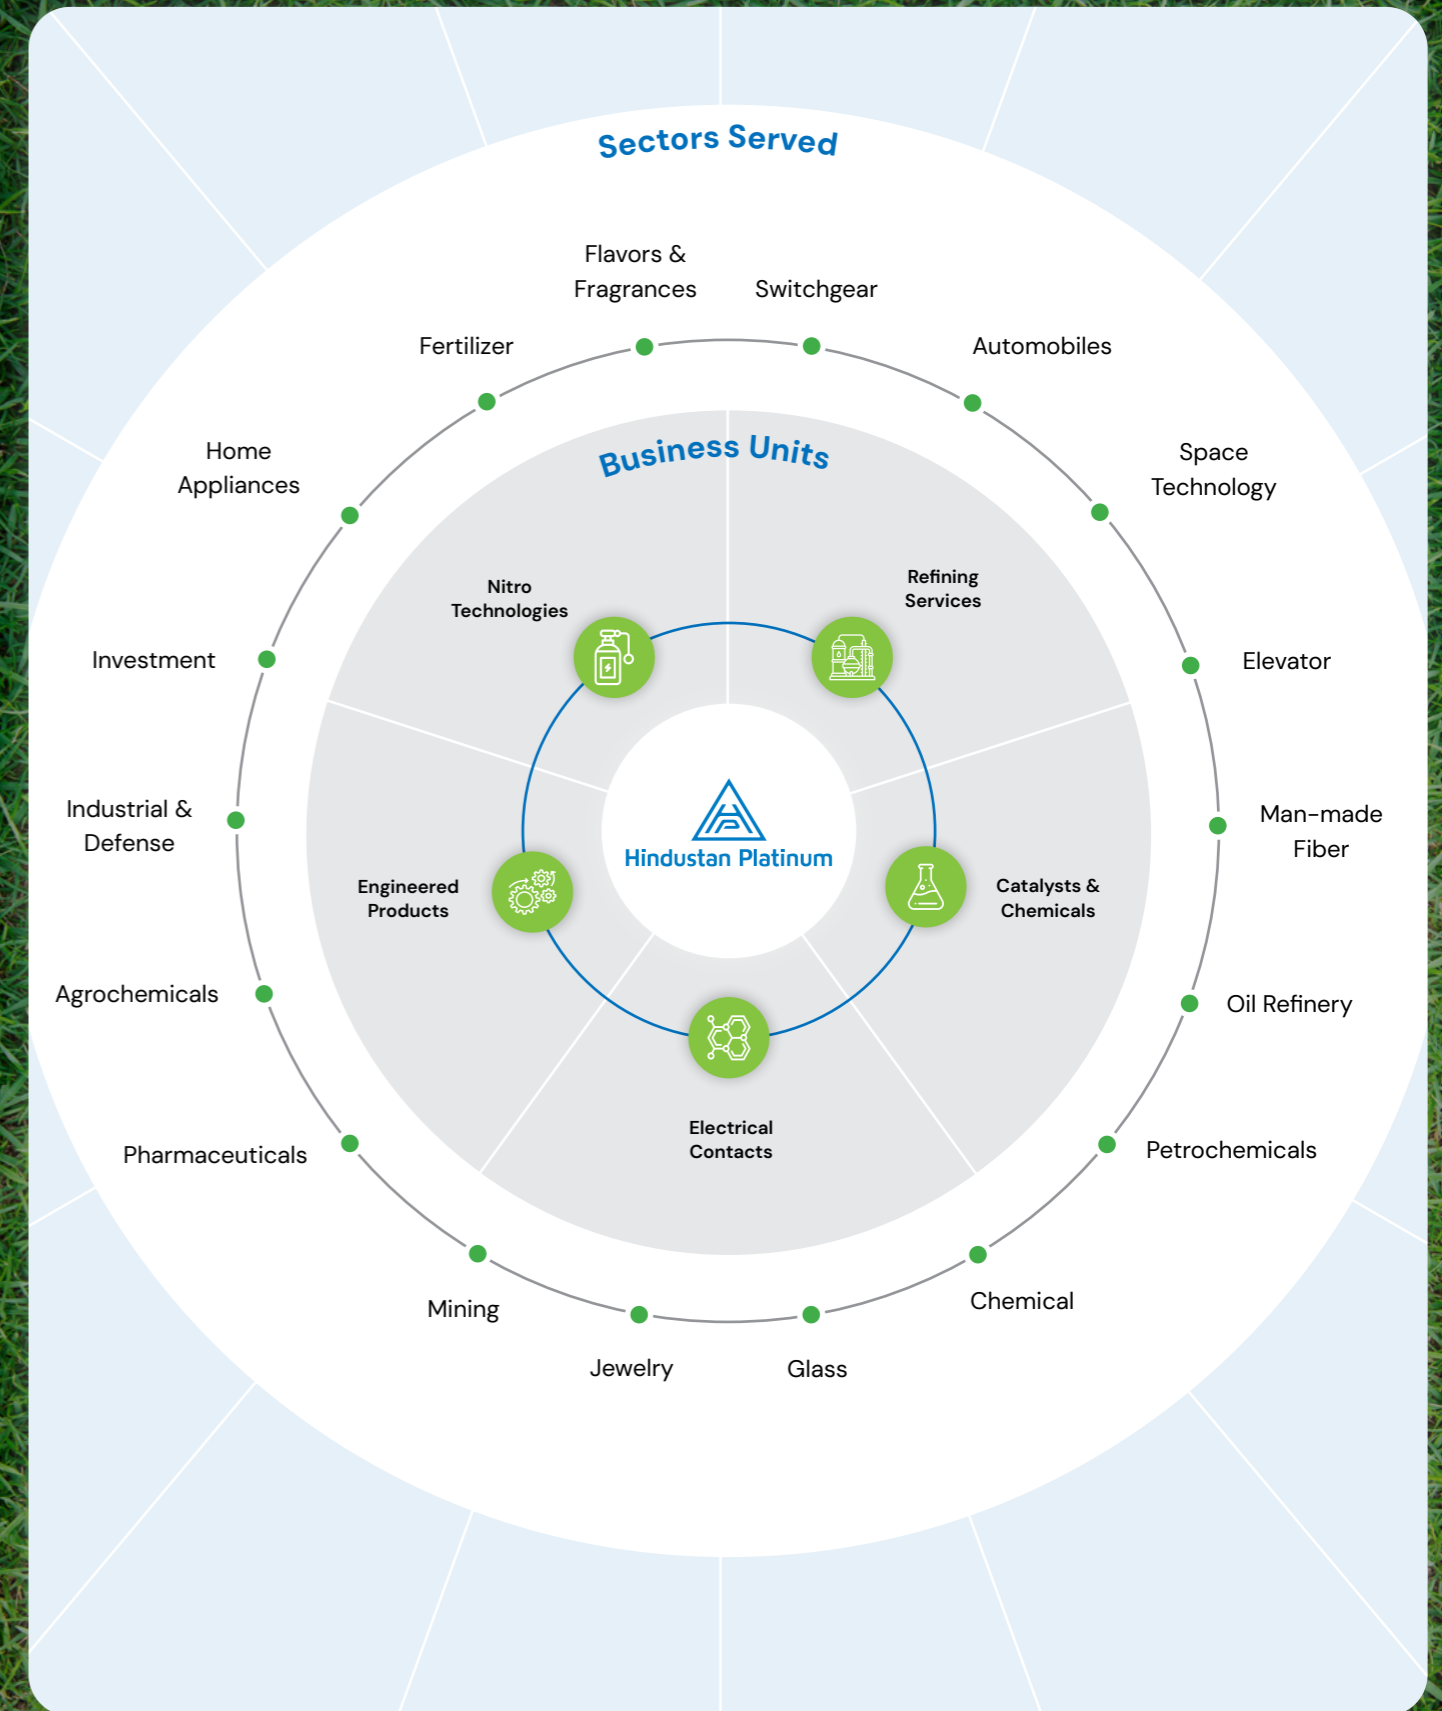 Sectors Served
Flavors &
Fragrances
Switchgear
Automobiles
Space
Technology
Elevator
Man-made
Fiber
Oil Refinery
Petrochemicals
Chemical
Glass
Jewelry
Mining
Pharmaceuticals
Agrochemicals
Industrial &
Defense
Investment
Home
Appliances
Fertilizer
Business Units
Nitro
Technologies
Refining
Services
Catalysts &
Chemicals
Electrical
Contacts
Engineered
Products
Hindustan Platinum